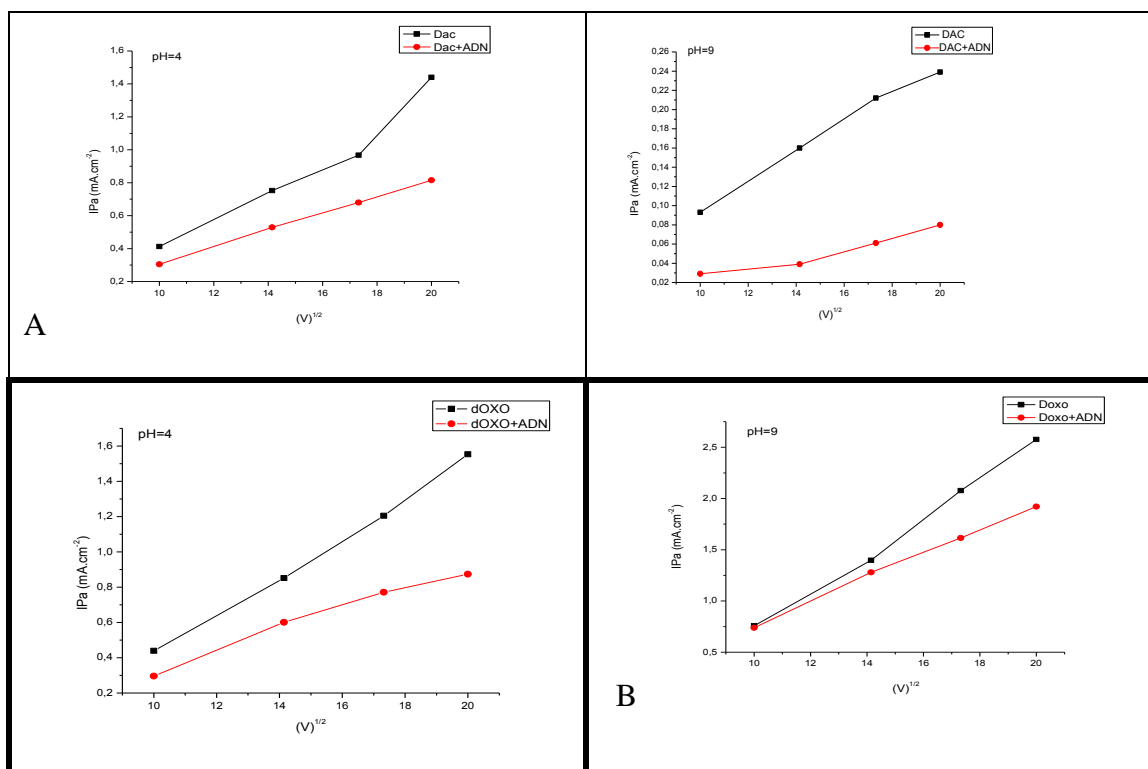 Dac
Dac+ADN
pH=4
1,6
1,4
1,2
1,0
0,8
0,6
0,4
0,2
IPa (mA.cm-2)
10 12 14 16 18 20
(V)1/2
A
DAC
DAC+ADN
pH=9
0,26
0,24
0,22
0,20
0,18
0,16
0,14
0,12
0,10
0,08
0,06
0,04
0,02
IPa (mA.cm-2)
10 12 14 16 18 20
(V)1/2
dOXO
dOXO+ADN
pH=4
1,6
1,4
1,2
1,0
0,8
0,6
0,4
0,2
IPa (mA.cm-2)
10 12 14 16 18 20
(V)1/2
Doxo
Doxo+ADN
pH=9
2,5
2,0
1,5
1,0
0,5
IPa (mA.cm-2)
10 12 14 16 18 20
(V)1/2
B